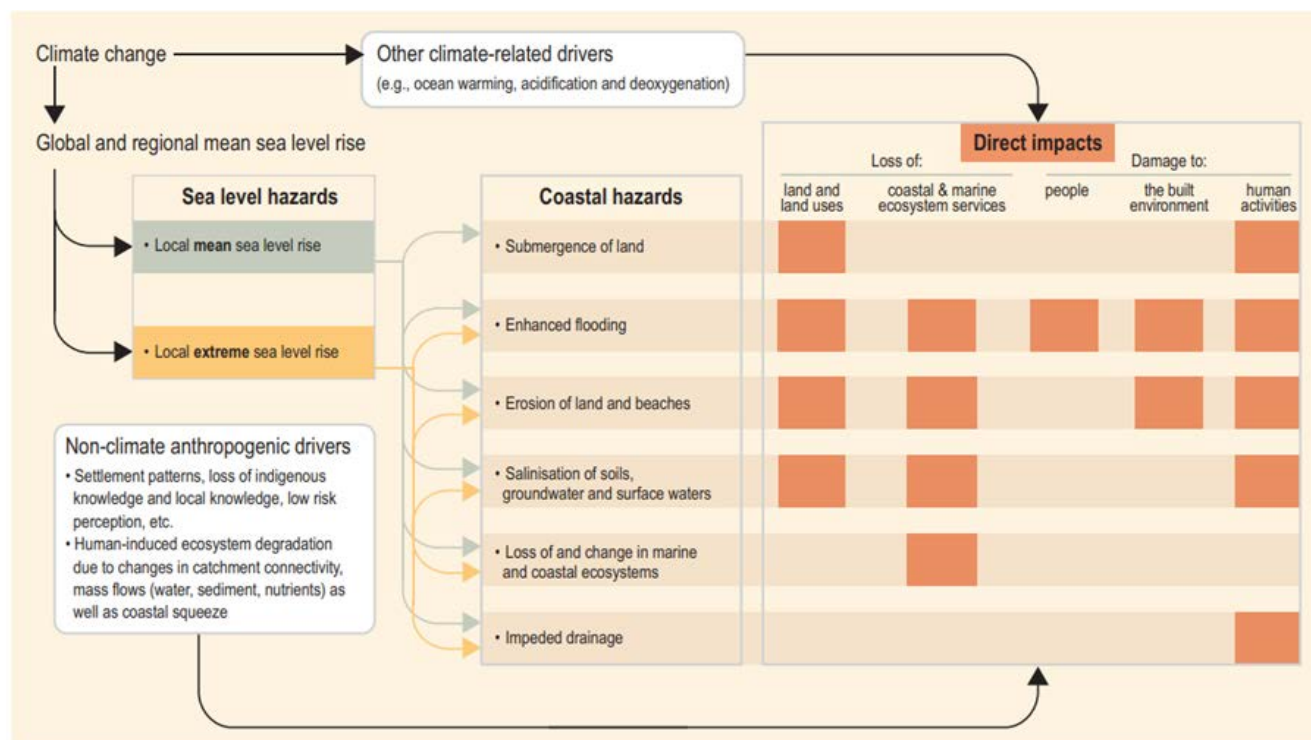 Climate change
Other climate-related drivers
(e.g., ocean warming, acidification and deoxygenation)
Global and regional mean sea level rise
Direct impacts
Loss of:
Damage to:
land and
land uses
coastal & marine
ecosystem services
people
the built
environment
human
activities
Sea level hazards
• Local mean sea level rise
• Local extreme sea level rise
Coastal hazards
• Submergence of land
• Enhanced flooding
• Erosion of land and beaches
• Salinisation of soils,
groundwater and surface waters
• Loss of and change in marine
and coastal ecosystems
• Impeded drainage
Non-climate anthropogenic drivers
• Settlement patterns, loss of indigenous
knowledge and local knowledge, low risk
perception, etc.
• Human-induced ecosystem degradation
due to changes in catchment connectivity,
mass flows (water, sediment, nutrients) as
well as coastal squeeze